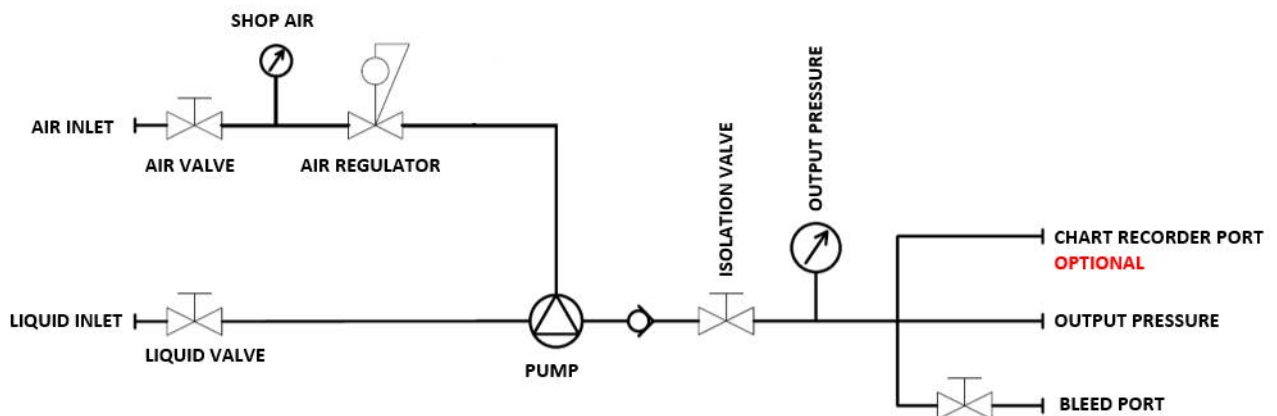 SHOP AIR
AIR INLET
AIR VALVE
AIR REGULATOR
ISOLATION VALVE
OUTPUT PRESSURE
CHART RECORDER PORT
OPTIONAL
LIQUID INLET
OUTPUT PRESSURE
LIQUID VALVE
PUMP
BLEED PORT